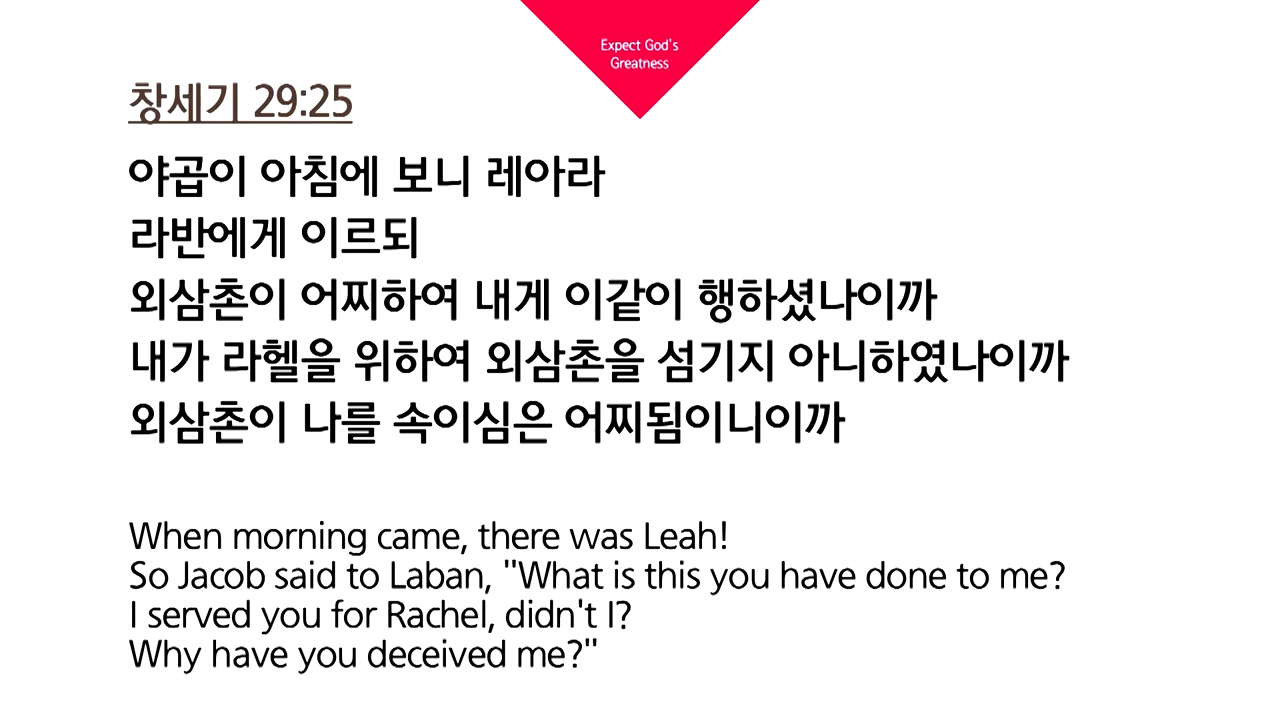 Expect God's
Greatness
창세기 29:25
야곱이 아침에 보니 레아라
라반에게 이르되
외삼촌이 어찌하여 내게 이같이 행하셨나이까
내가 라헬을 위하여 외삼촌을 섬기지 아니하였나이까
외삼촌이 나를 속이심은 어찌됨이니이까
When morning came, there was Leah!
So Jacob said to Laban, "What is this you have done to me?
I served you for Rachel, didn't I?
Why have you deceived me?"